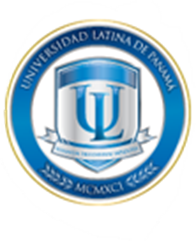 UNIVERSIDAD LATINA DE PANAMÁ
UL
MCMXCI